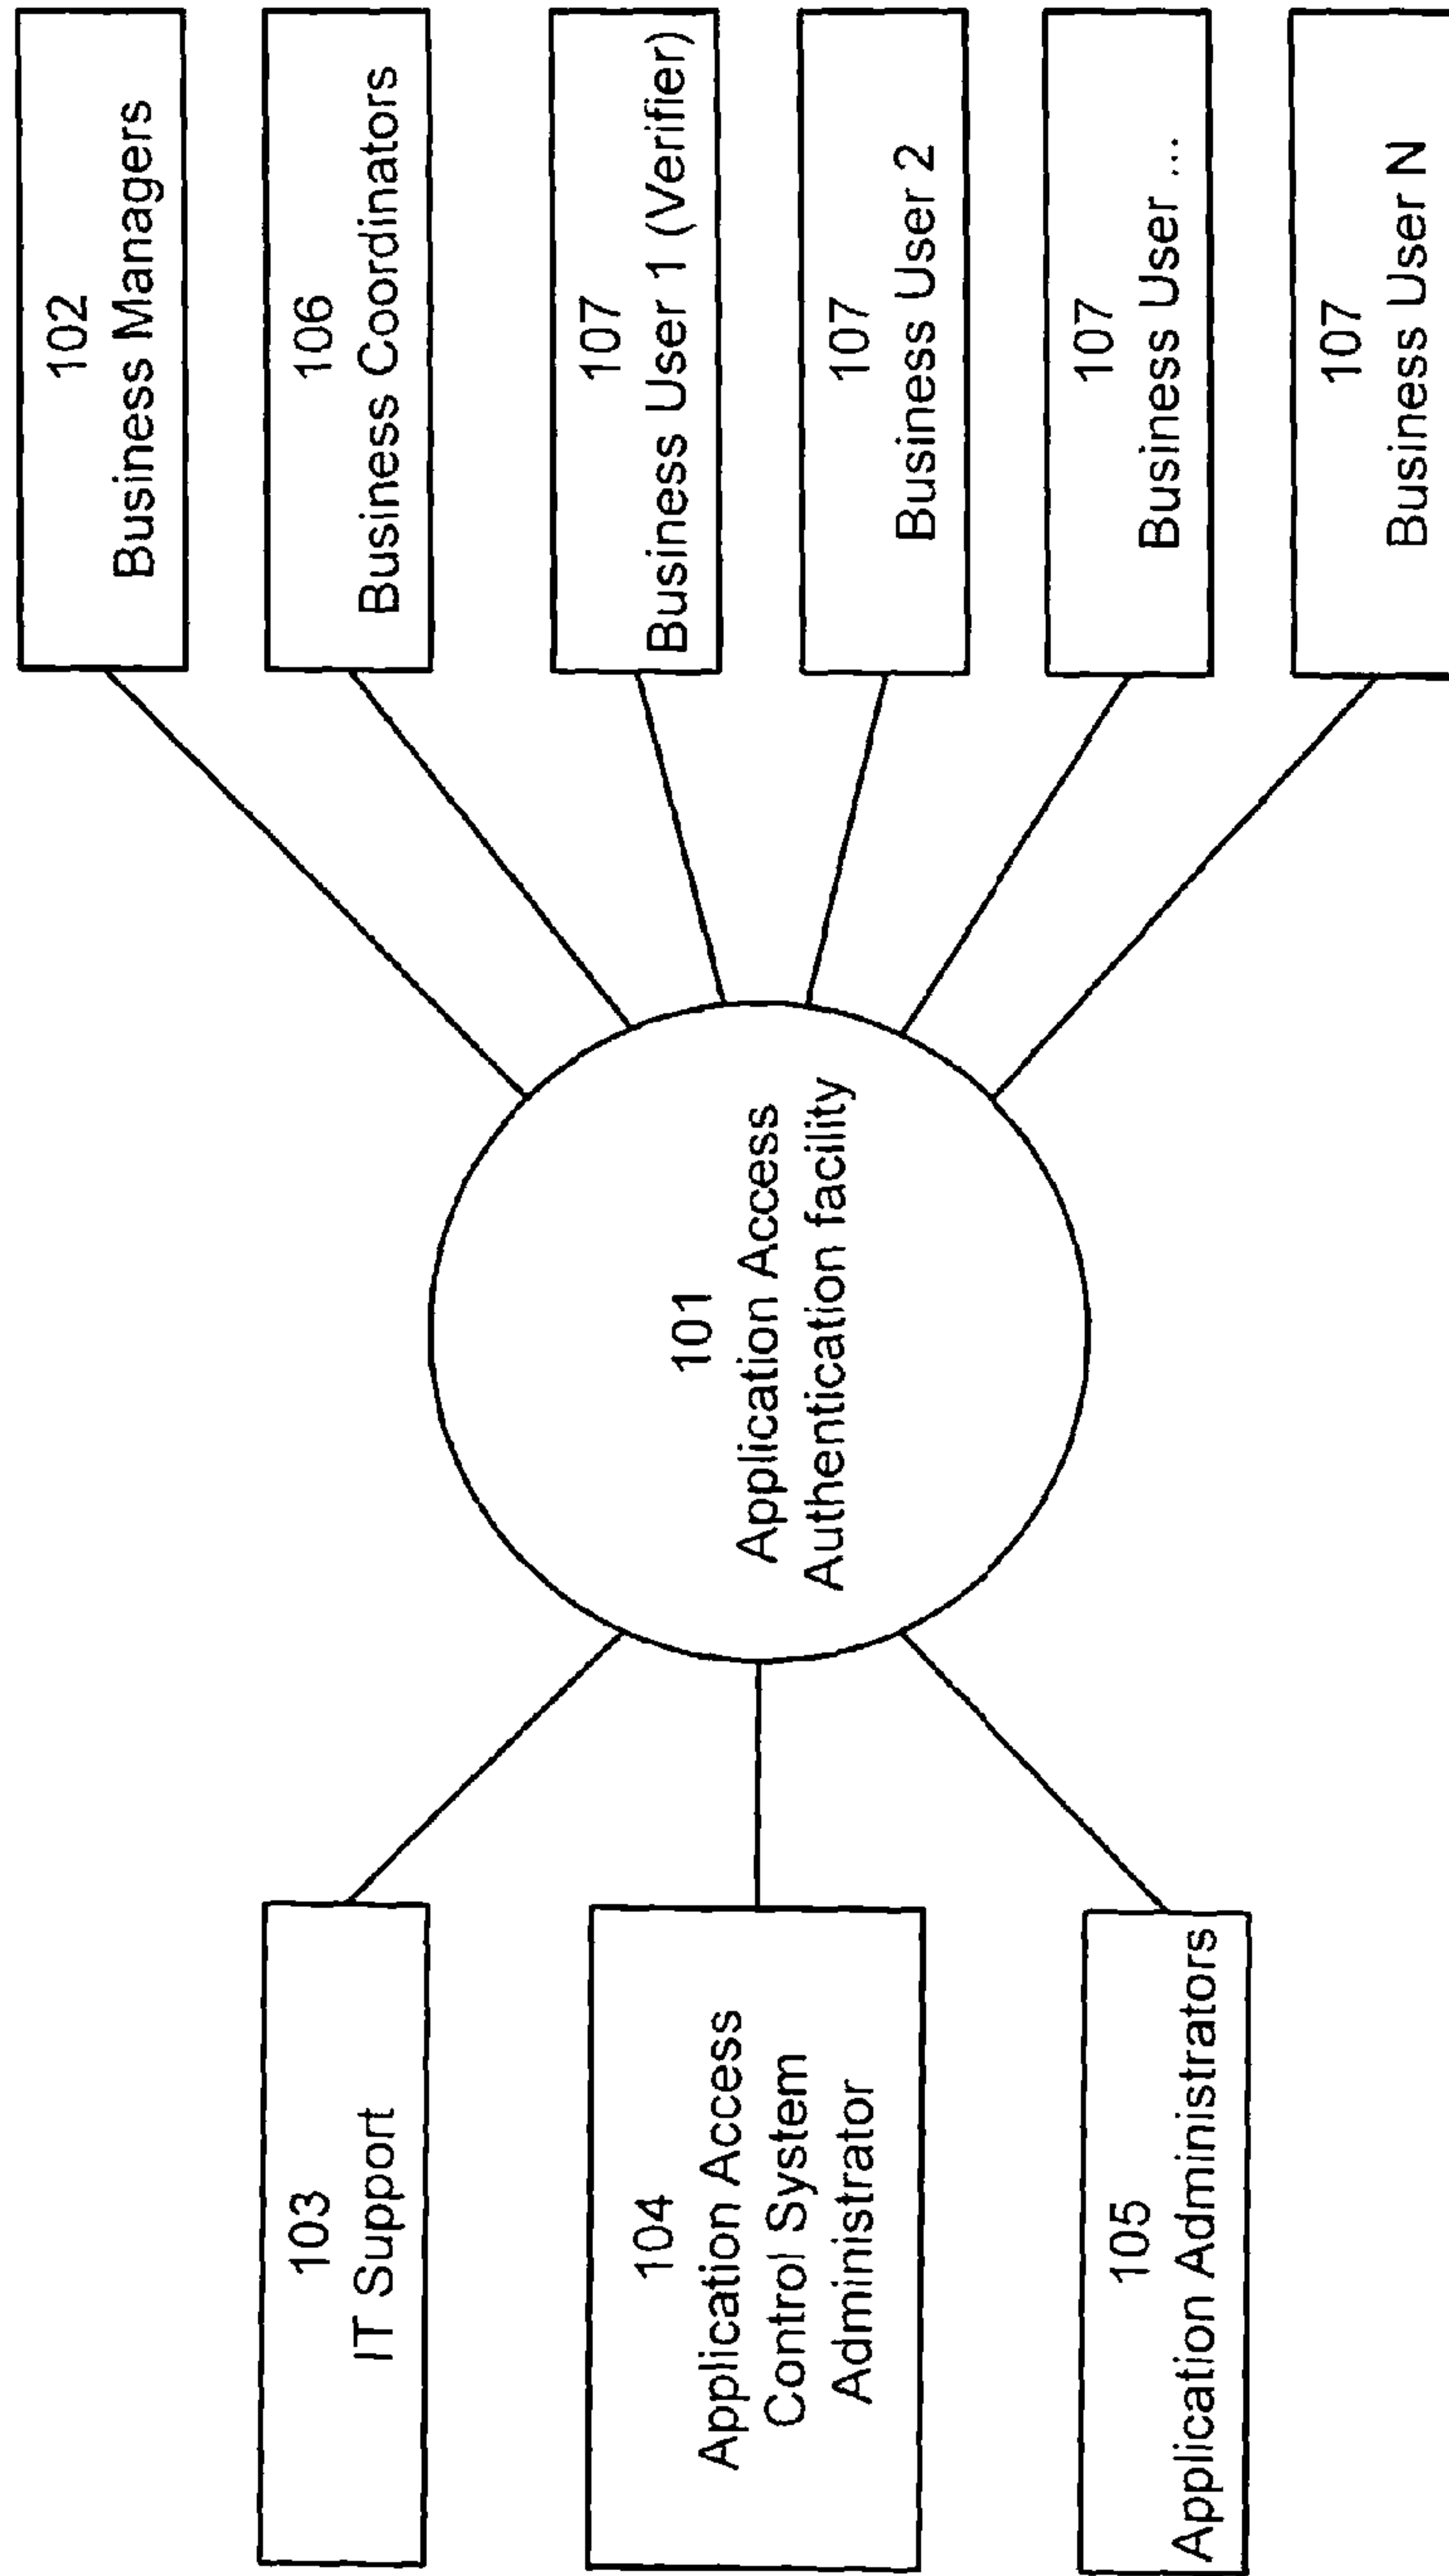 103
IT Support
104
Application Access
Control System
Administrator
105
Application Administrators
101
Application Access
Authentication facility
102
Business Managers
106
Business Coordinators
107
Business User 1 (Verifier)
107
Business User 2
107
Business User ...
107
Business User N